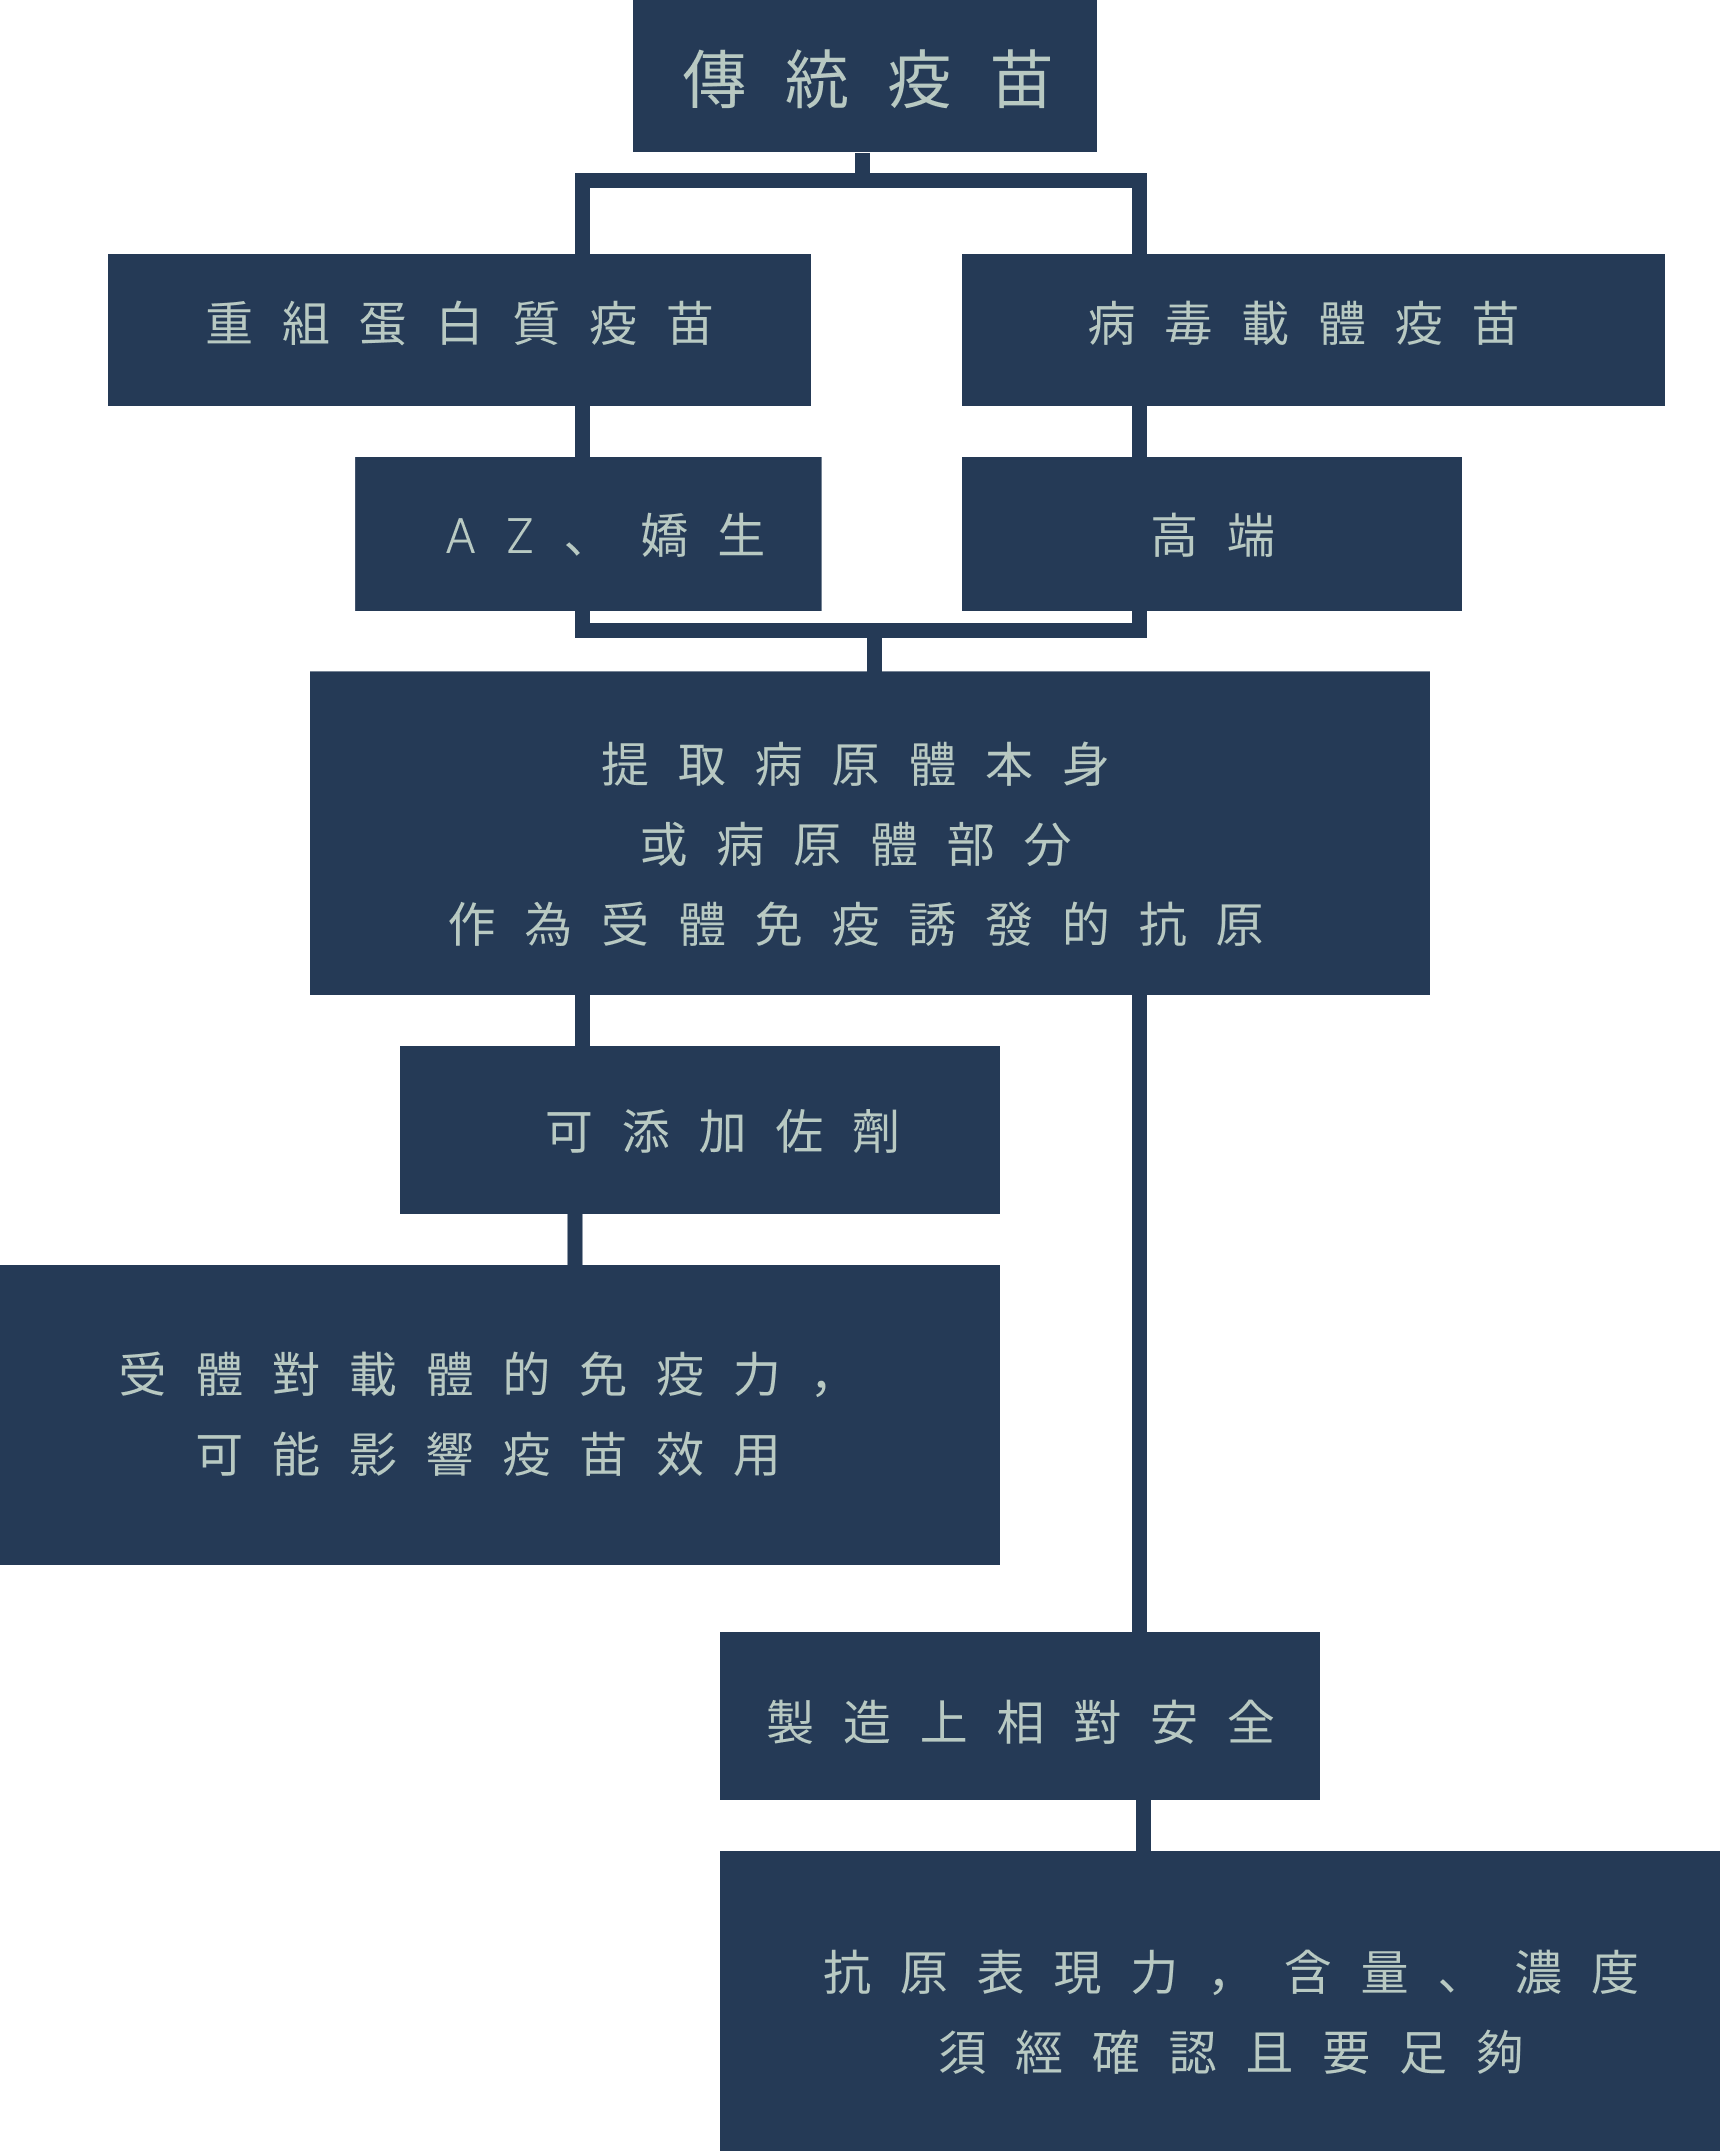 傳統疫苗
重組蛋白質疫苗
病毒載體疫苗
AZ、嬌生
高端
提取病原體本身
或病原體部分
作為受體免疫誘發的抗原
可添加佐劑
受體對載體的免疫力，
可能影響疫苗效用
製造上相對安全
抗原表現力，含量、濃度
須經確認且要足夠